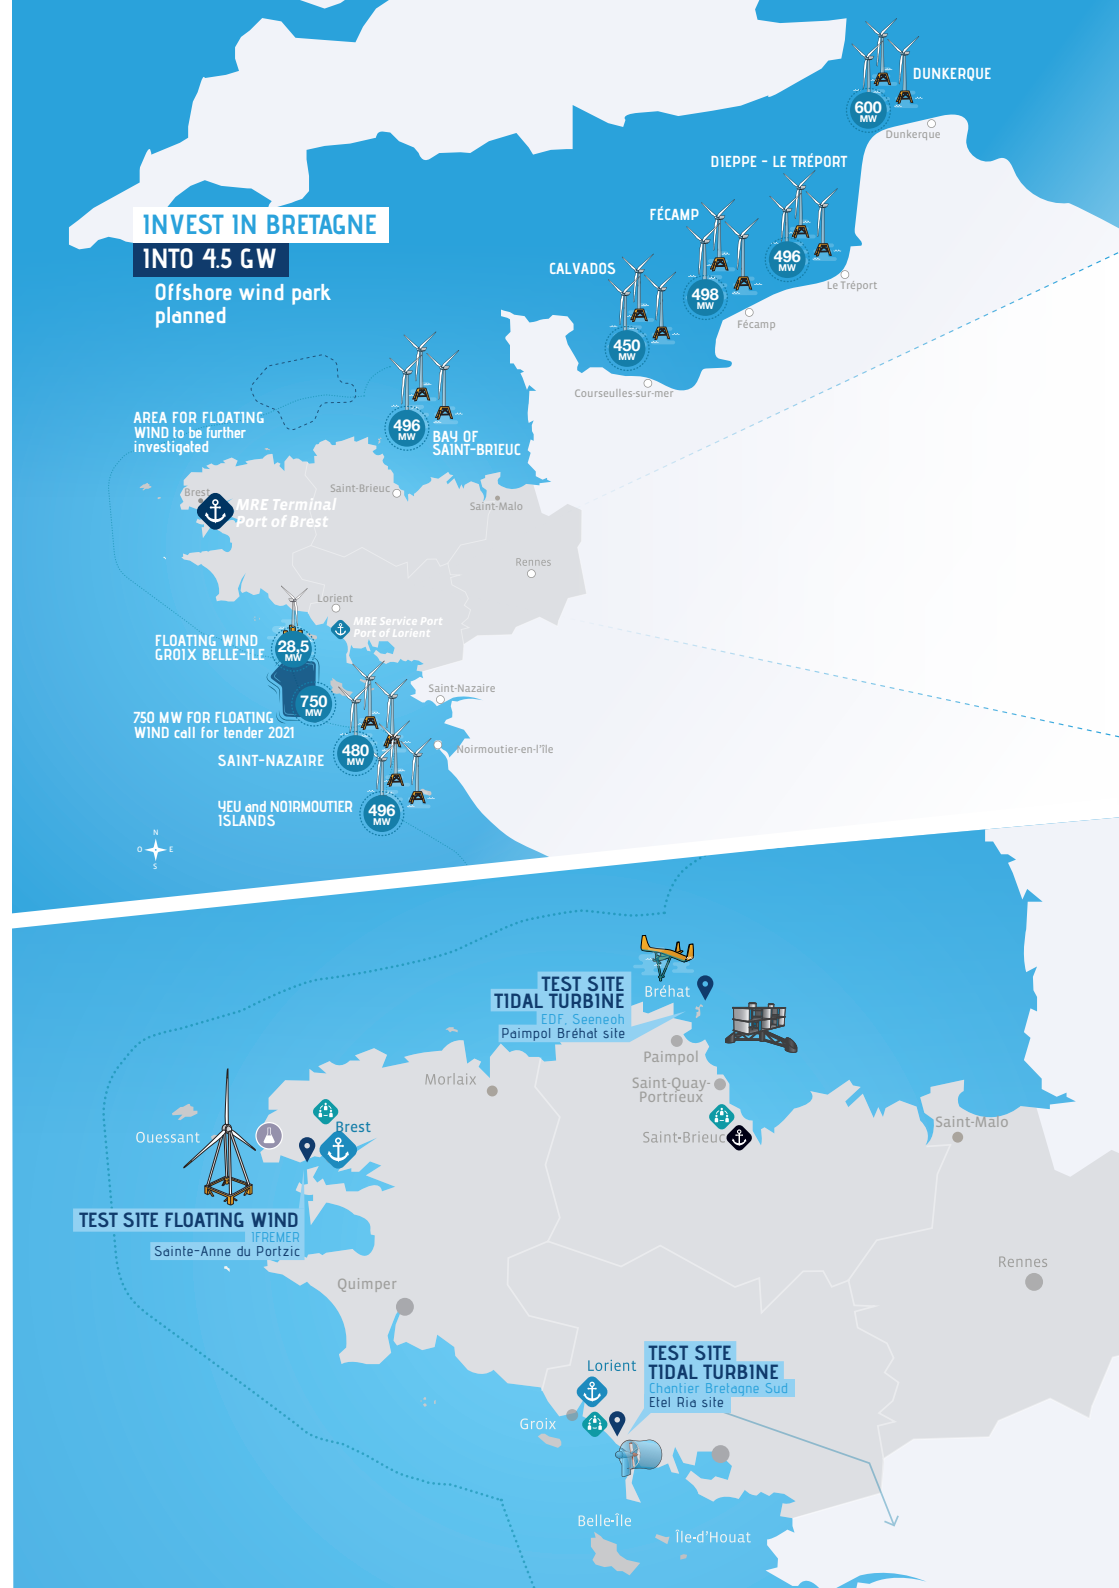 DUNKERQUE
600
MW
Dunkerque
DIEPPE - LE TRÉPORT
FÉCAMP
INVEST IN BRETAGNE
INTO 4.5 GW
Offshore wind park
planned
496
MW
CALVADOS
498
MW
Le Tréport
Fécamp
450
MW
Courseulles-sur-mer
AREA FOR FLOATING
WIND to be further
investigated
496
MW
BAY OF
SAINT-BRIEUC
Brest
Saint-Brieuc
Saint-Malo
MRE Terminal
Port of Brest
Rennes
Lorient
MRE Service Port
Port of Lorient
FLOATING WIND
GROIX BELLE-ILE
28,5
MW
Saint-Nazaire
750
MW
750 MW FOR FLOATING
WIND call for tender 2021
480
MW
Noirmoutier-en-l'île
SAINT-NAZAIRE
YEU and NOIRMOUTIER
ISLANDS
496
MW
N
O
E
S
TEST SITE
TIDAL TURBINE
EDF, Seeneoh
Paimpol Bréhat site
Bréhat
Paimpol
Morlaix
Saint-Quay-
Portrieux
Ouessant
Brest
Saint-Brieuc
Saint-Malo
TEST SITE FLOATING WIND
IFREMER
Sainte-Anne du Portzic
Rennes
Quimper
TEST SITE
TIDAL TURBINE
Chantier Bretagne Sud
Etel Ria site
Lorient
Groix
Belle-Île
Île-d'Houat